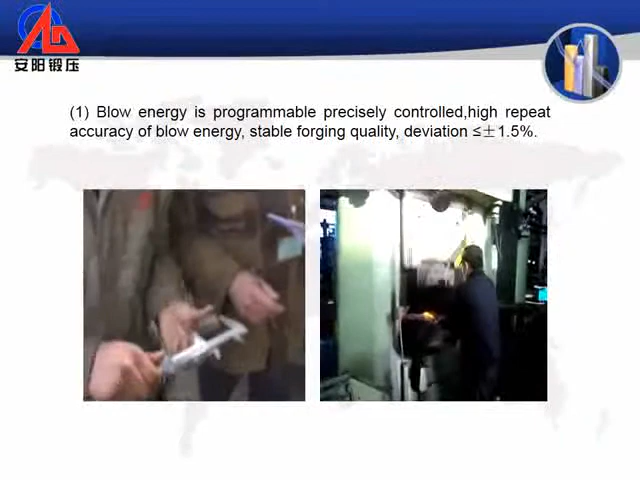 安阳锻压
(1) Blow energy is programmable precisely controlled,high repeat
accuracy of blow energy, stable forging quality, deviation ≤±1.5%.